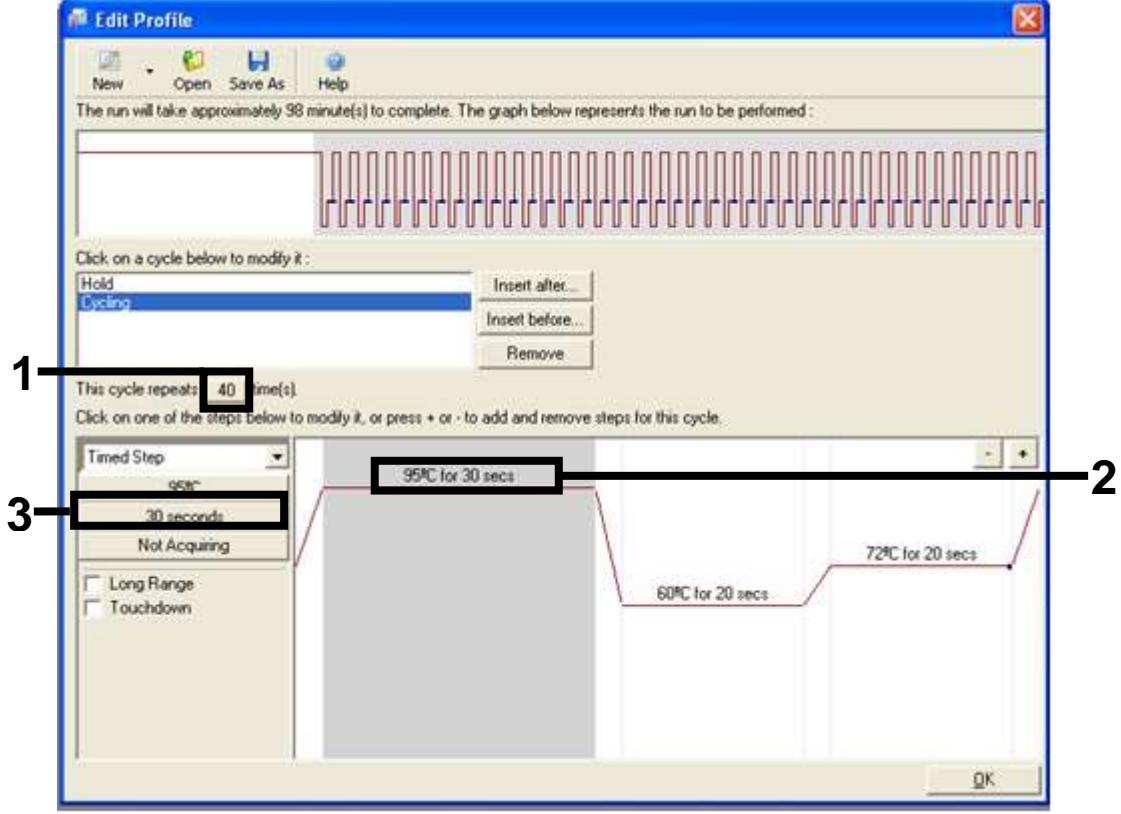 Edit Profile
New Open Save As Help
The run will take approximately 98 minute(s) to complete. The graph below represents the run to be performed :
Click on a cycle below to modify it :
Hold
Cycling
Insert after...
Insert before...
Remove
1
This cycle repeats 40 time(s).
Click on one of the steps below to modify it, or press + or - to add and remove steps for this cycle.
Timed Step
- +
95ºC
95ºC for 30 secs
2
3
30 seconds
Not Acquiring
72ºC for 20 secs
Long Range
60ºC for 20 secs
Touchdown
OK